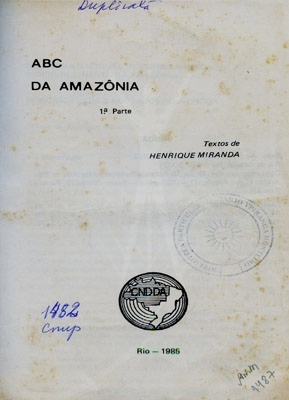 Duplicata
ABC
DA AMAZÔNIA
1ª Parte
Textos de
HENRIQUE MIRANDA
CNDDA
1482
Rio — 1985
1987